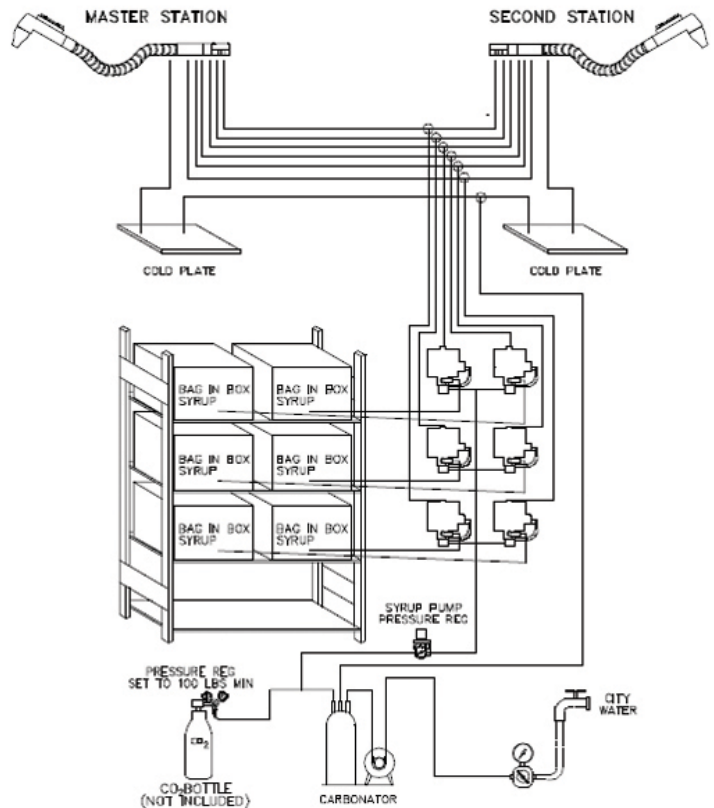 MASTER STATION
SECOND STATION
COLD PLATE
COLD PLATE
BAG IN BOX
SYRUP
BAG IN BOX
SYRUP
BAG IN BOX
SYRUP
BAG IN BOX
SYRUP
BAG IN BOX
SYRUP
BAG IN BOX
SYRUP
SYRUP PUMP
PRESSURE REG
PRESSURE REG
SET TO 100 LBS MIN
CITY
WATER
CO2
CO2BOTTLE
(NOT INCLUDED)
CARBONATOR